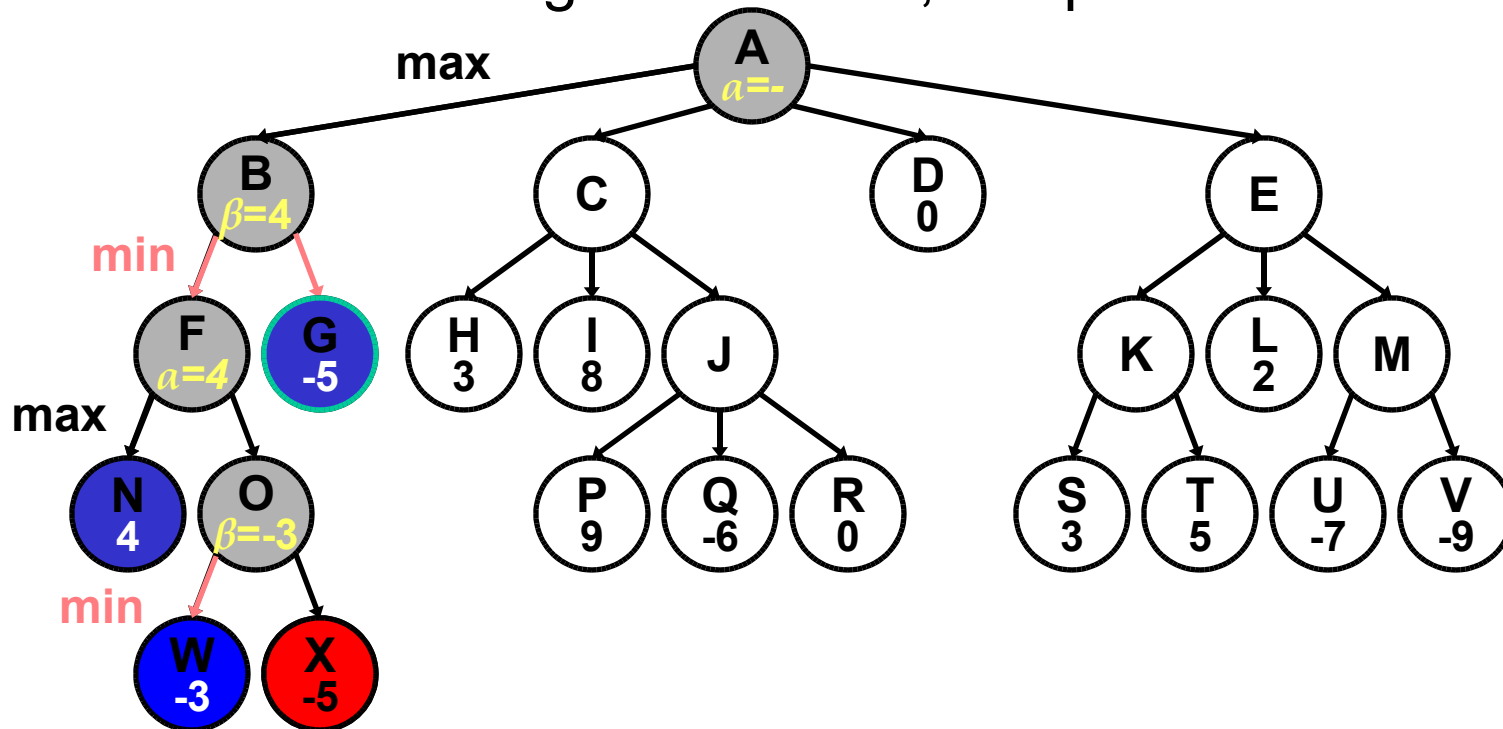 max
A
α=-
B
β=4
C
D
0
E
min
F
α=4
G
-5
H
3
I
8
J
K
L
2
M
max
N
4
O
β=-3
P
9
Q
-6
R
0
S
3
T
5
U
-7
V
-9
min
W
-3
X
-5